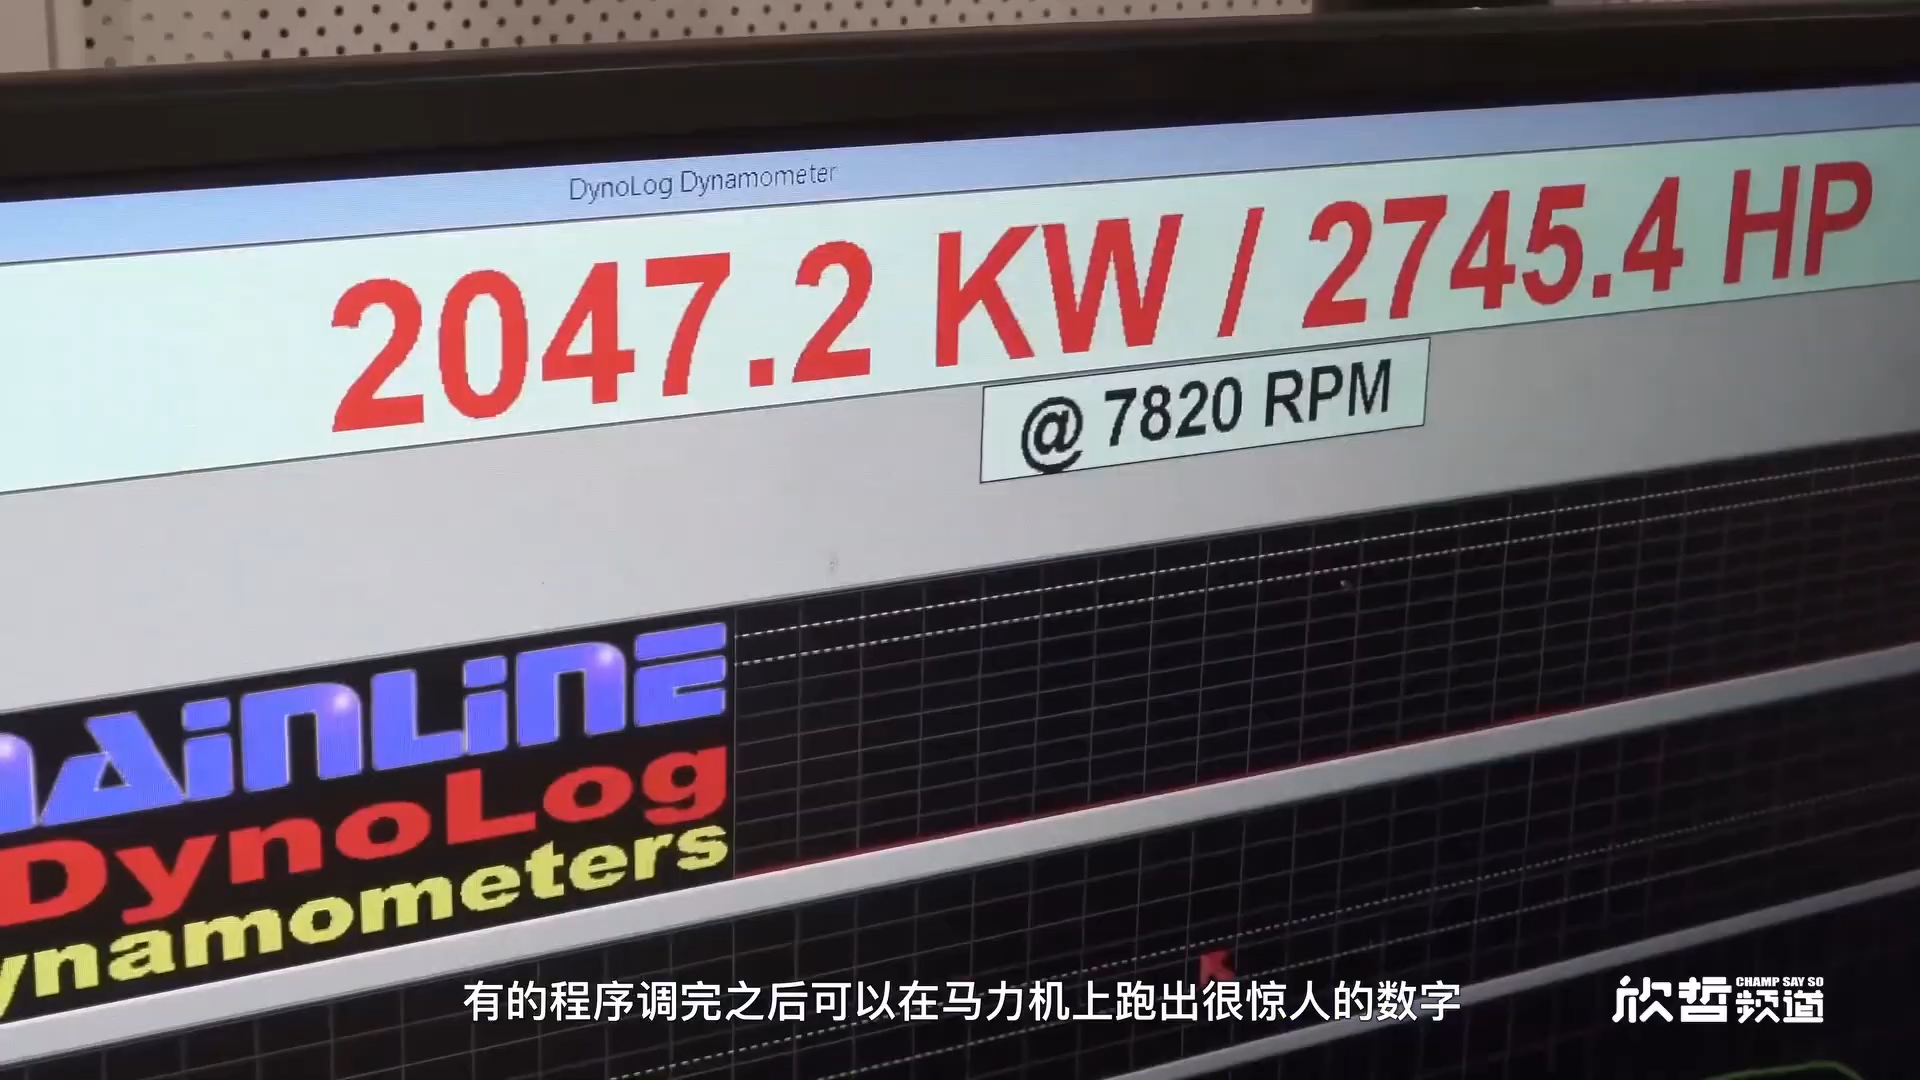 DynoLog Dynamometer
2047.2 KW / 2745.4 HP
@ 7820 RPM
MAINLINE
DynoLog
ynamometers
有的程序调完之后可以在马力机上跑出很惊人的数字
欣哲频道
CHAMP SAY SO